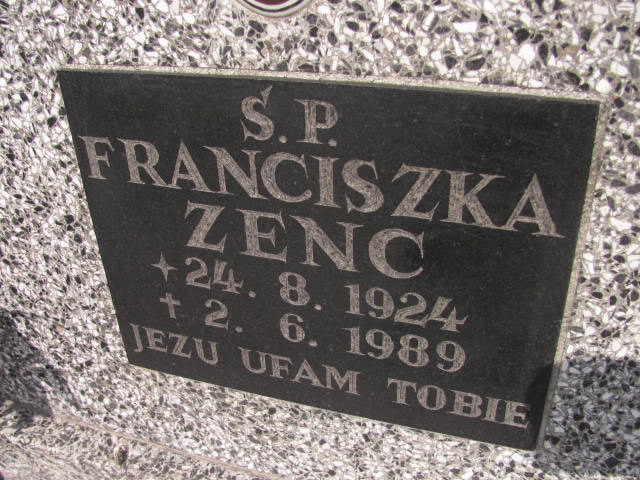 Ś.P.
FRANCISZKA
ZENC
✶ 24. 8. 1924
✝ 2. 6. 1989
JEZU UFAM TOBIE